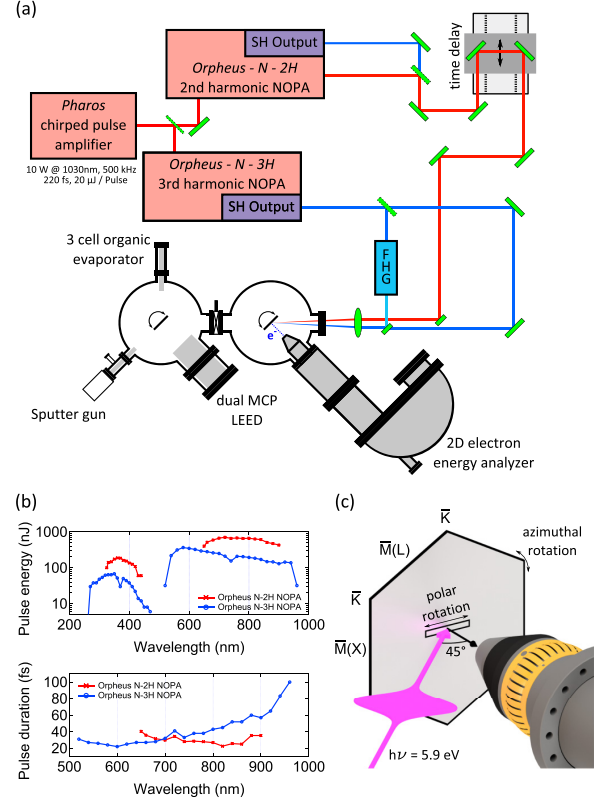 (a)
SH Output
Orpheus - N - 2H
2nd harmonic NOPA
time delay
Pharos
chirped pulse
amplifier
10 W @ 1030nm, 500 kHz
220 fs, 20 µJ / Pulse
Orpheus - N - 3H
3rd harmonic NOPA
SH Output
3 cell organic
evaporator
FHG
e-
Sputter gun
dual MCP
LEED
2D electron
energy analyzer
(b)
Pulse energy (nJ)
1000
100
10
Orpheus N-2H NOPA
Orpheus N-3H NOPA
200 400 600 800 1000
Wavelength (nm)
Pulse duration (fs)
100
80
60
40
20
Orpheus N-2H NOPA
Orpheus N-3H NOPA
500 600 700 800 900 1000
Wavelength (nm)
(c)
K̅
M̅(L)
azimuthal
rotation
K̅
polar
rotation
M̅(X)
45°
hν = 5.9 eV